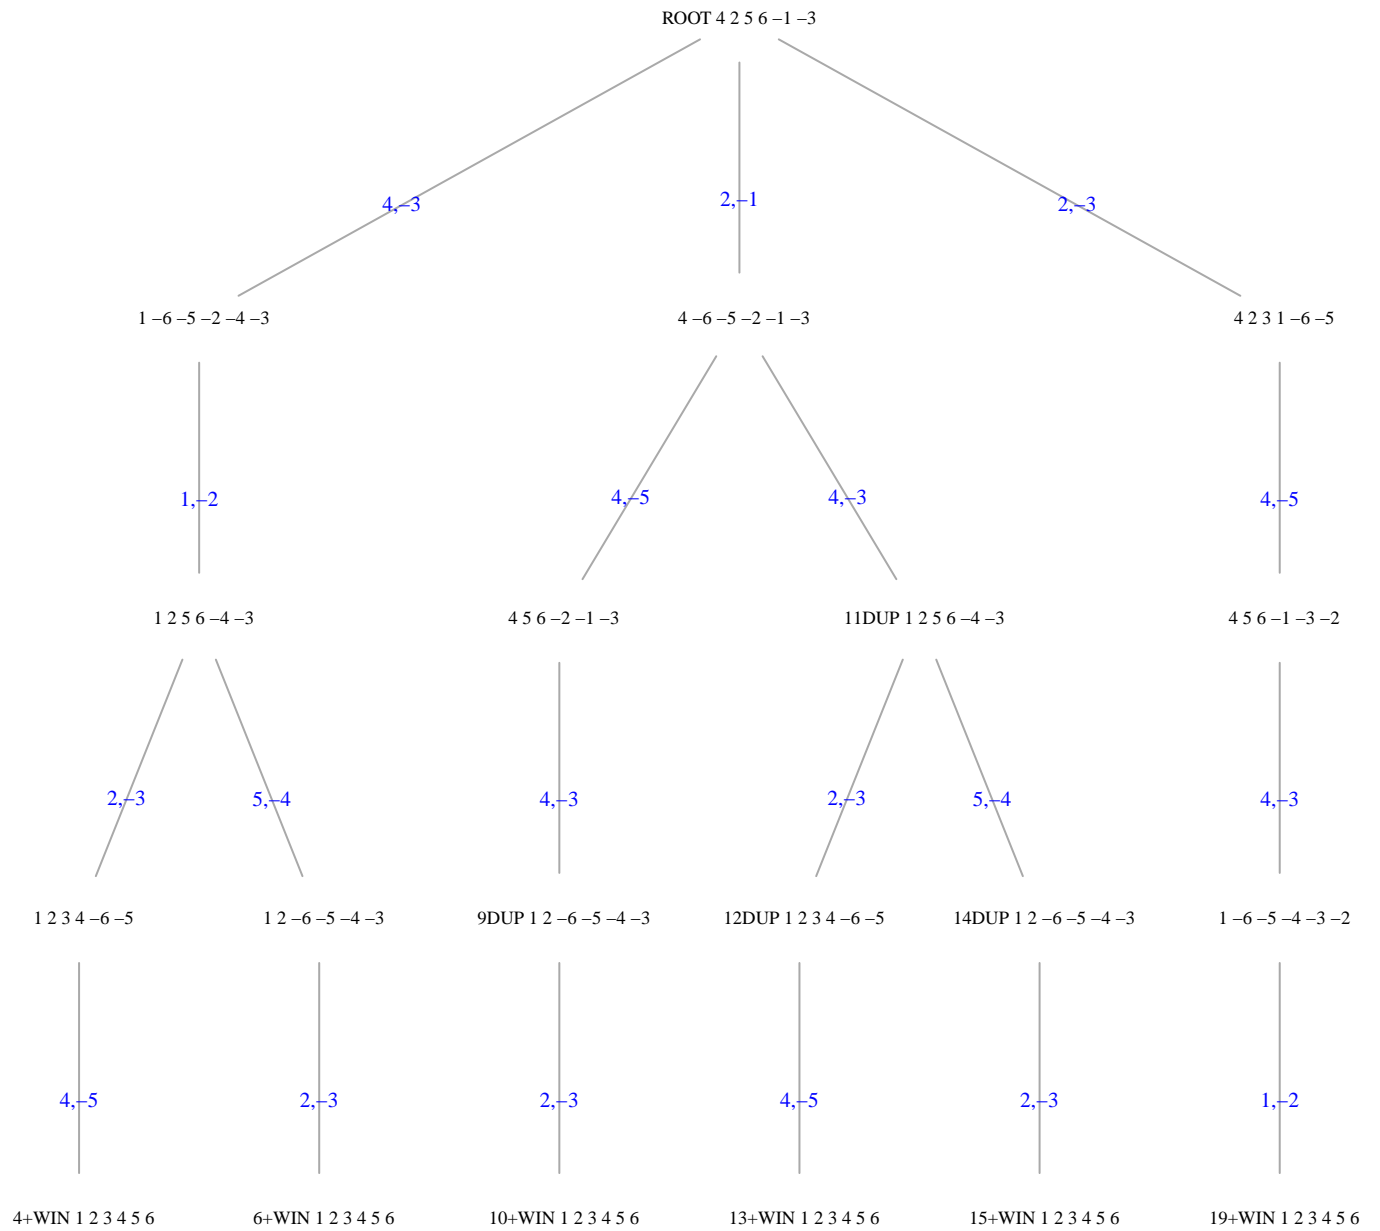 ROOT 4 2 5 6 –1 –3
4,–3
2,–1
2,–3
1 –6 –5 –2 –4 –3
4 –6 –5 –2 –1 –3
4 2 3 1 –6 –5
1,–2
4,–5
4,–3
4,–5
1 2 5 6 –4 –3
4 5 6 –2 –1 –3
11DUP 1 2 5 6 –4 –3
4 5 6 –1 –3 –2
2,–3
5,–4
4,–3
2,–3
5,–4
4,–3
1 2 3 4 –6 –5
1 2 –6 –5 –4 –3
9DUP 1 2 –6 –5 –4 –3
12DUP 1 2 3 4 –6 –5
14DUP 1 2 –6 –5 –4 –3
1 –6 –5 –4 –3 –2
4,–5
2,–3
2,–3
4,–5
2,–3
1,–2
4+WIN 1 2 3 4 5 6
6+WIN 1 2 3 4 5 6
10+WIN 1 2 3 4 5 6
13+WIN 1 2 3 4 5 6
15+WIN 1 2 3 4 5 6
19+WIN 1 2 3 4 5 6